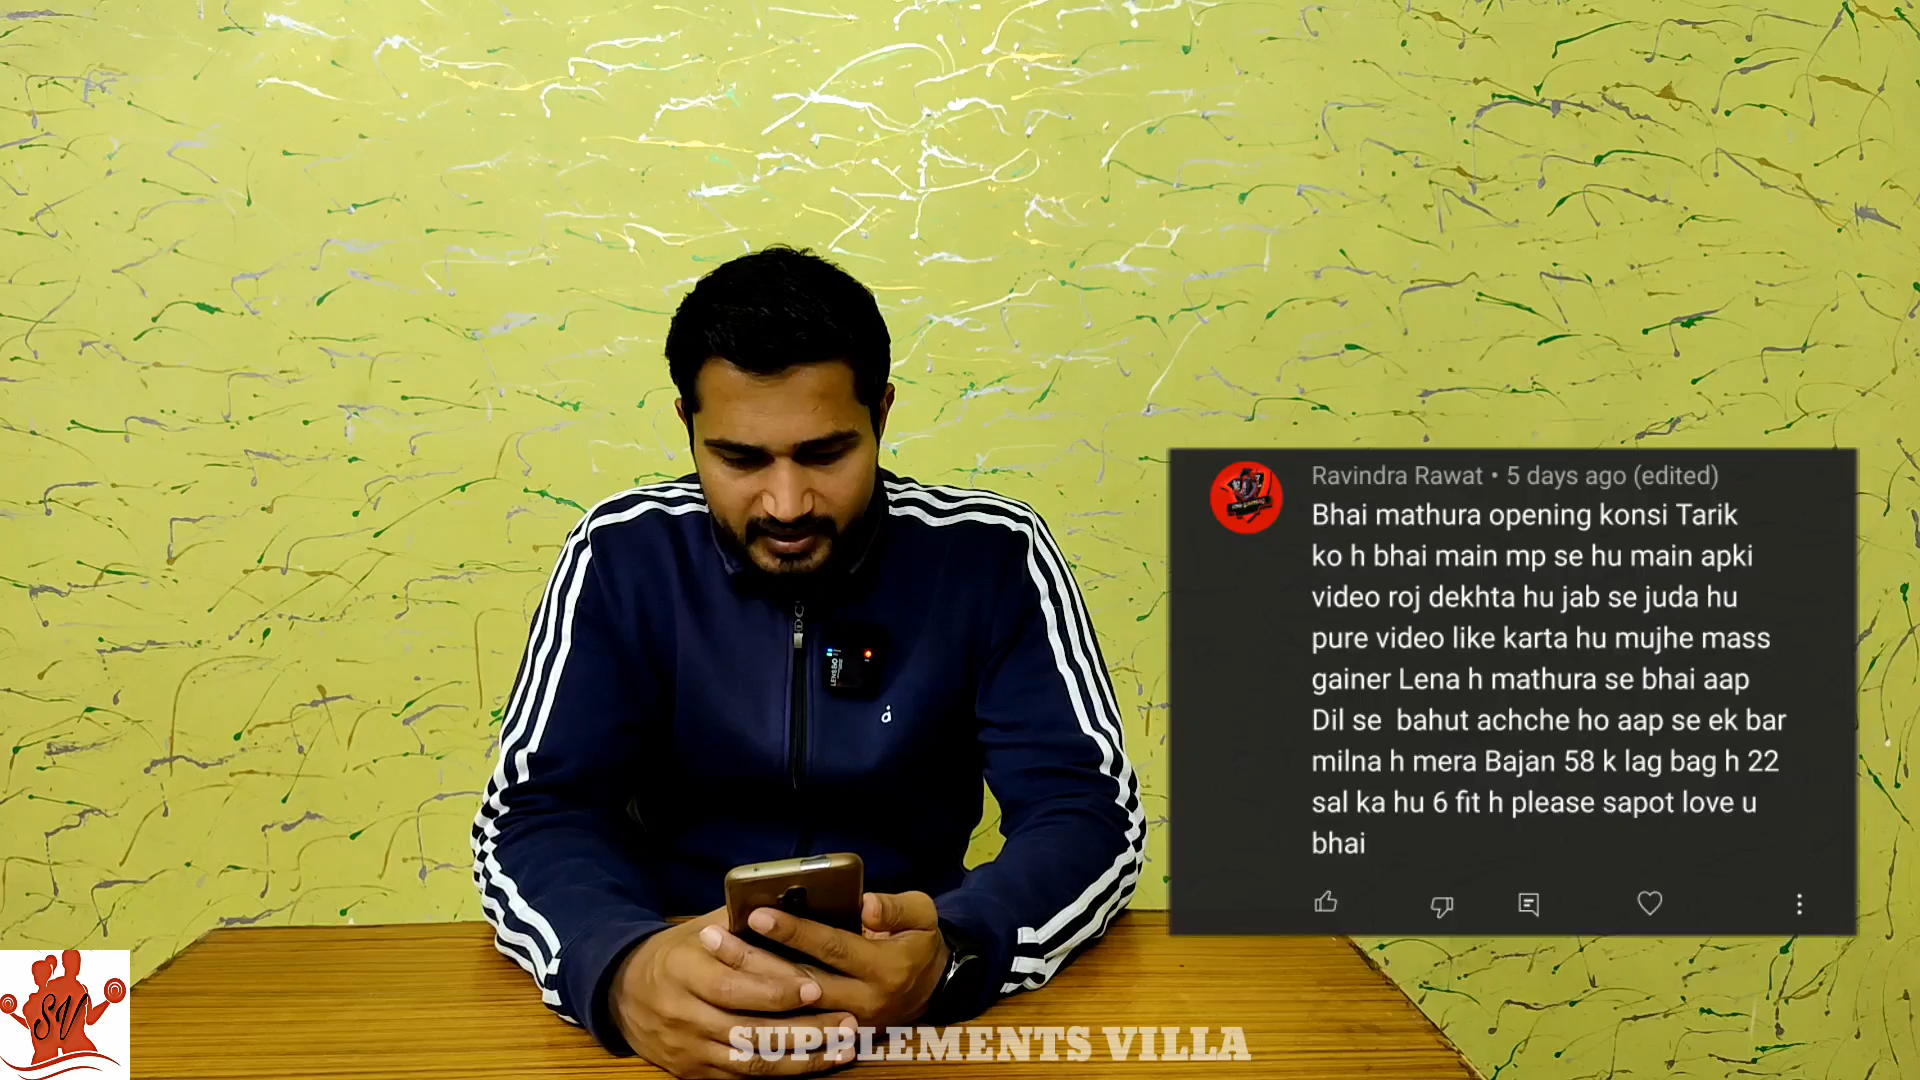 Ravindra Rawat • 5 days ago (edited)
Bhai mathura opening konsi Tarik
ko h bhai main mp se hu main apki
video roj dekhta hu jab se juda hu
pure video like karta hu mujhe mass
gainer Lena h mathura se bhai aap
Dil se  bahut achche ho aap se ek bar
milna h mera Bajan 58 k lag bag h 22
sal ka hu 6 fit h please sapot love u
bhai
SV
SUPPLEMENTS VILLA